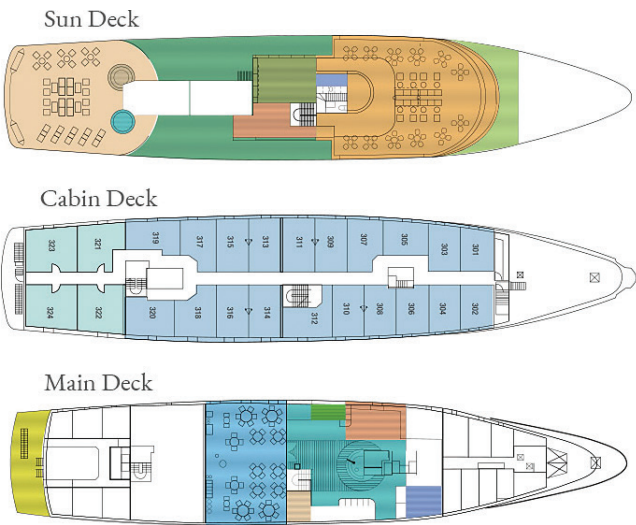 Sun Deck
Cabin Deck
323 321 319 317 315 313 311 309 307 305 303 301
324 322 320 318 316 314 312 310 308 306 304 302
Main Deck